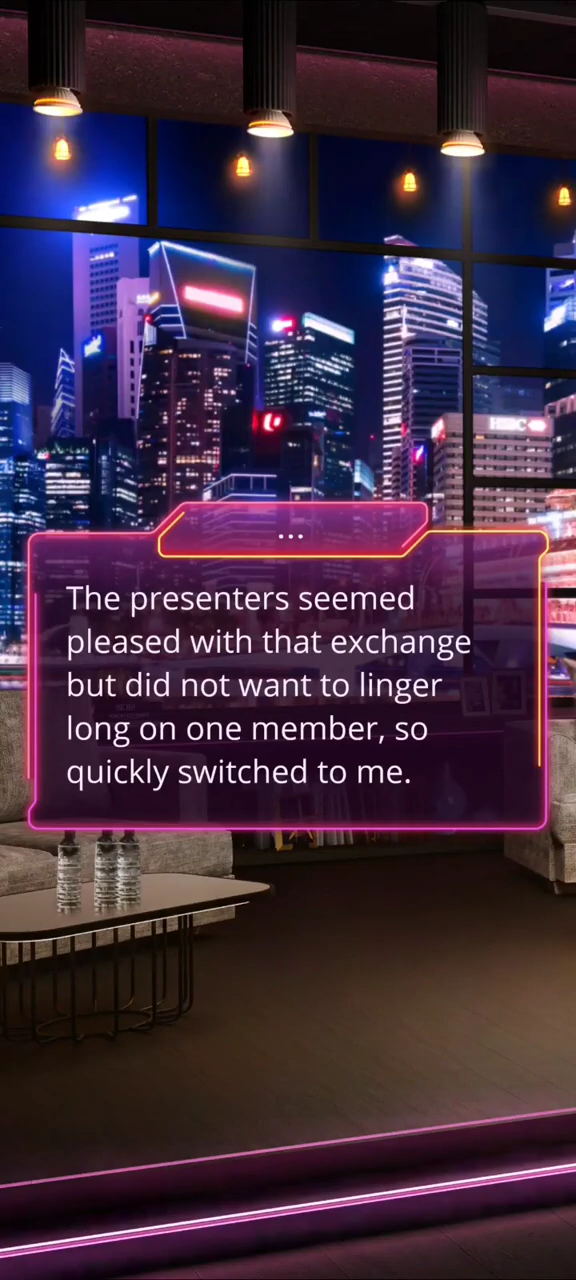 HSBC
...
The presenters seemed
pleased with that exchange
but did not want to linger
long on one member, so
quickly switched to me.